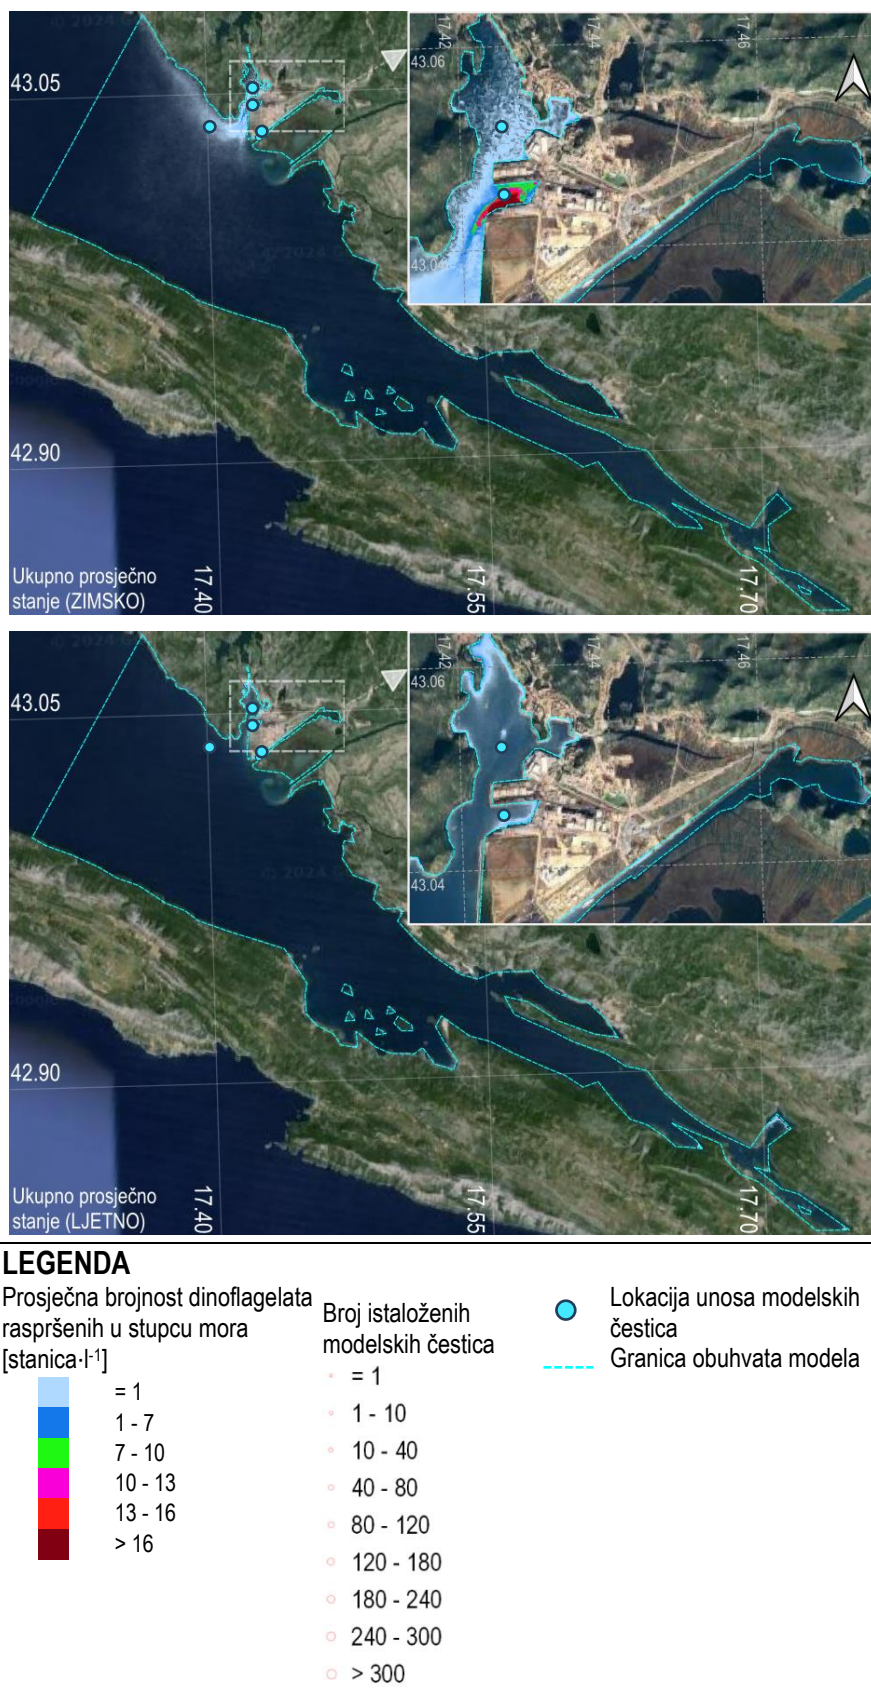 © 2024 G
43.05
17.42
17.44
17.46
43.06
43.04
© 2024 G
42.90
Ukupno prosječno
stanje (ZIMSKO)
17.40
17.55
17.70
43.05
17.42
17.44
17.46
43.06
43.04
© 2024 G
42.90
Ukupno prosječno
stanje (LJETNO)
17.40
17.55
17.70
LEGENDA
Prosječna brojnost dinoflagelata
raspršenih u stupcu mora
[stanica·l⁻¹]
= 1
1 - 7
7 - 10
10 - 13
13 - 16
> 16
Broj istaloženih
modelskih čestica
= 1
1 - 10
10 - 40
40 - 80
80 - 120
120 - 180
180 - 240
240 - 300
> 300
Lokacija unosa modelskih
čestica
Granica obuhvata modela